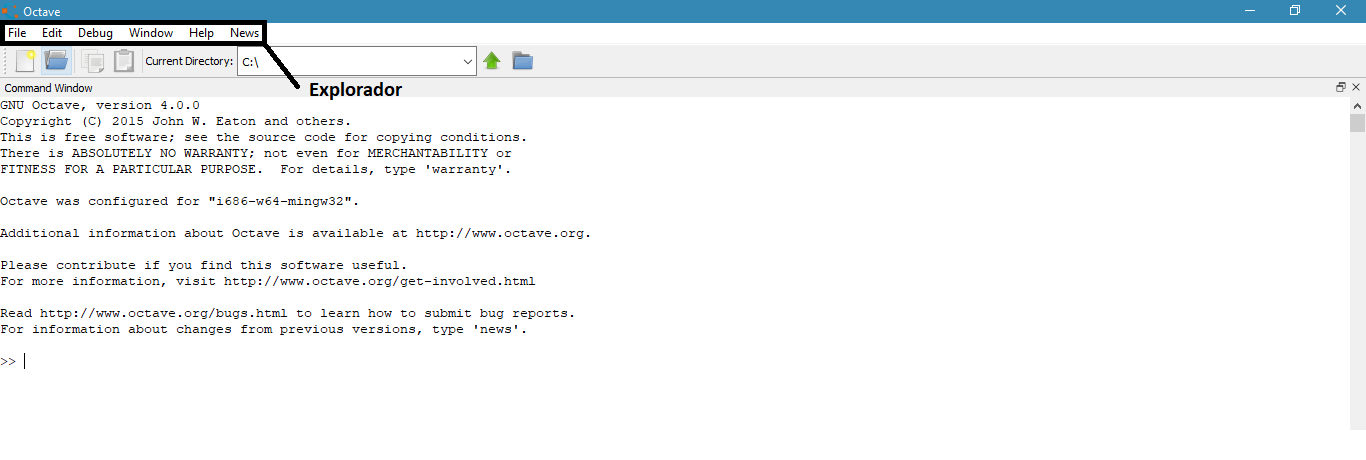 Octave
File Edit Debug Window Help News
Current Directory: C:\
Explorador
Command Window
GNU Octave, version 4.0.0
Copyright (C) 2015 John W. Eaton and others.
This is free software; see the source code for copying conditions.
There is ABSOLUTELY NO WARRANTY; not even for MERCHANTABILITY or
FITNESS FOR A PARTICULAR PURPOSE.  For details, type 'warranty'.
Octave was configured for "i686-w64-mingw32".
Additional information about Octave is available at http://www.octave.org.
Please contribute if you find this software useful.
For more information, visit http://www.octave.org/get-involved.html
Read http://www.octave.org/bugs.html to learn how to submit bug reports.
For information about changes from previous versions, type 'news'.
>>